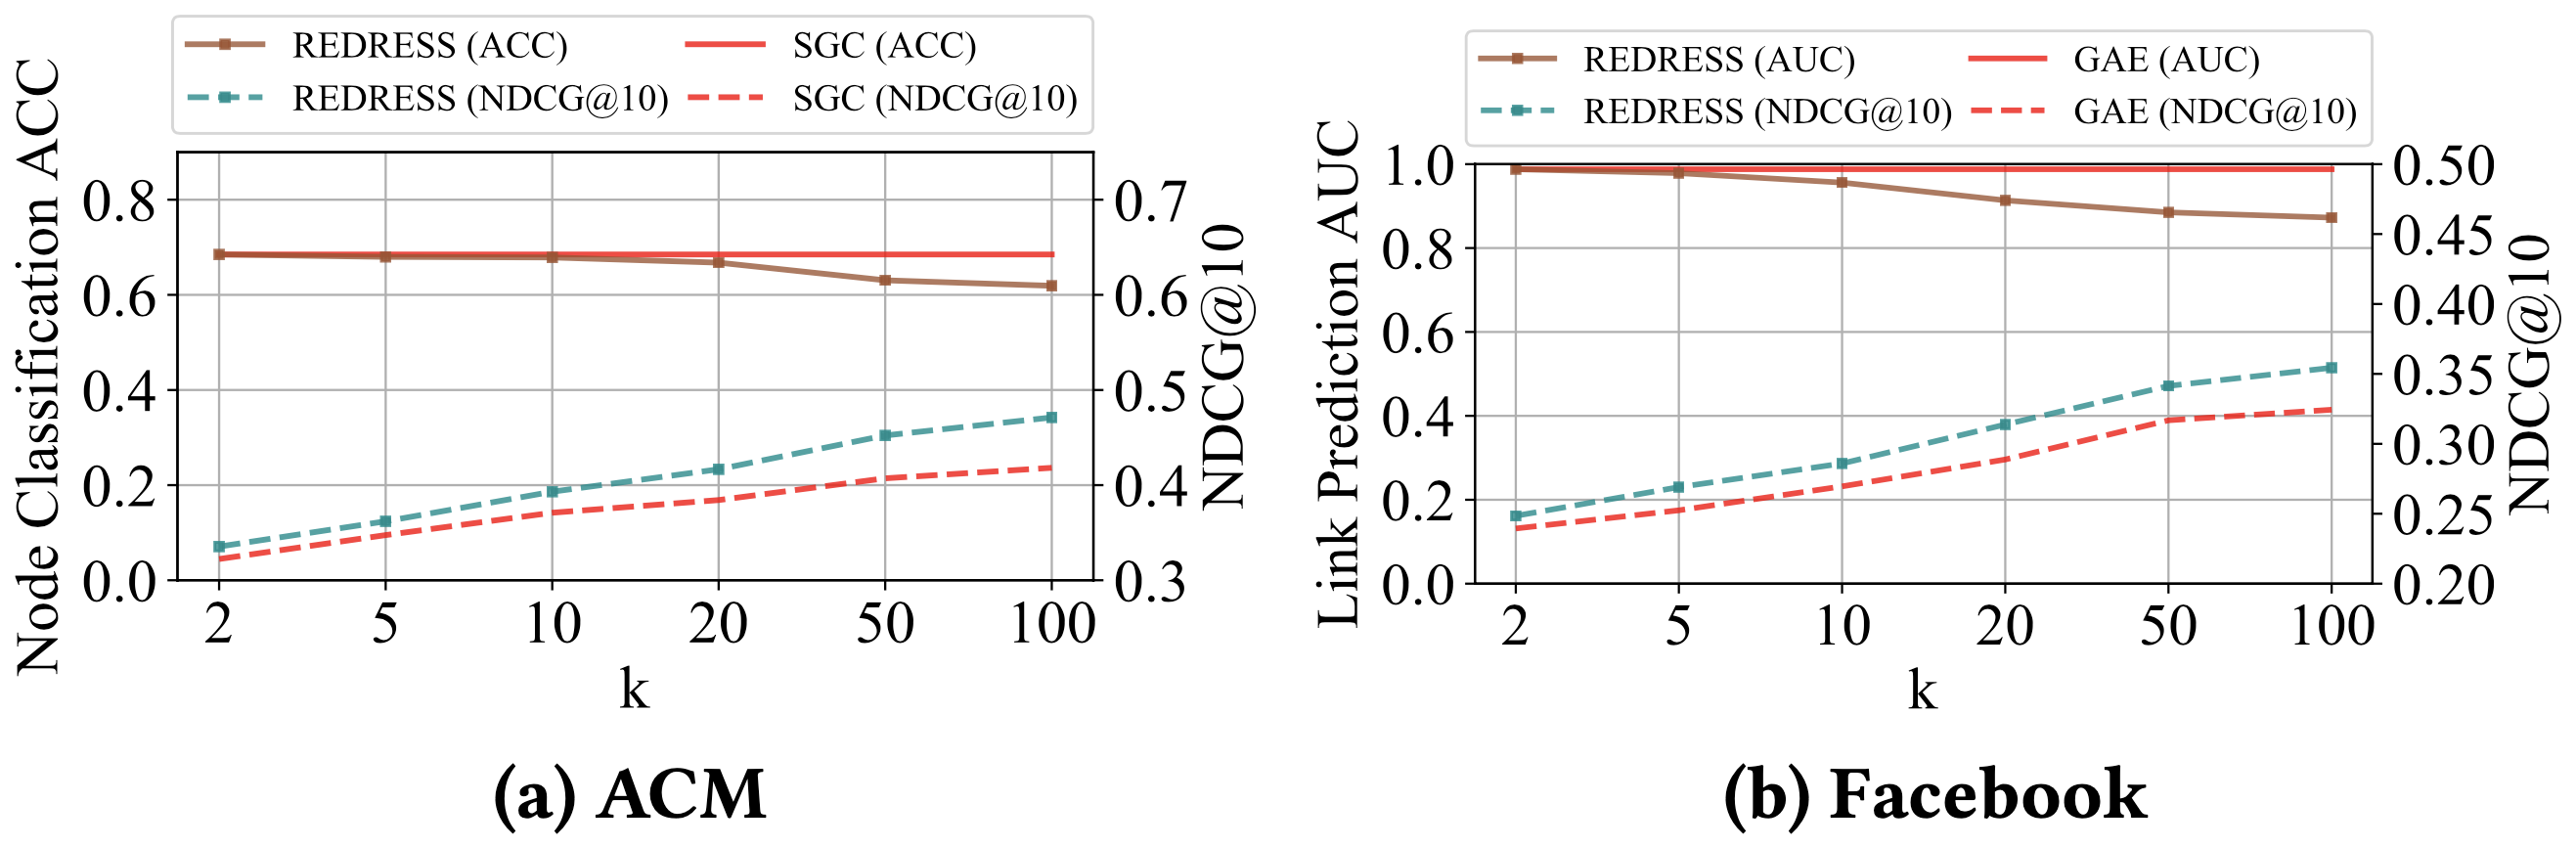 REDRESS (ACC)
SGC (ACC)
REDRESS (NDCG@10)
SGC (NDCG@10)
Node Classification ACC
0.8
0.6
0.4
0.2
0.0
0.7
0.6
0.5
0.4
0.3
NDCG@10
2 5 10 20 50 100
k
(a) ACM
REDRESS (AUC)
GAE (AUC)
REDRESS (NDCG@10)
GAE (NDCG@10)
Link Prediction AUC
1.0
0.8
0.6
0.4
0.2
0.0
0.50
0.45
0.40
0.35
0.30
0.25
0.20
NDCG@10
2 5 10 20 50 100
k
(b) Facebook